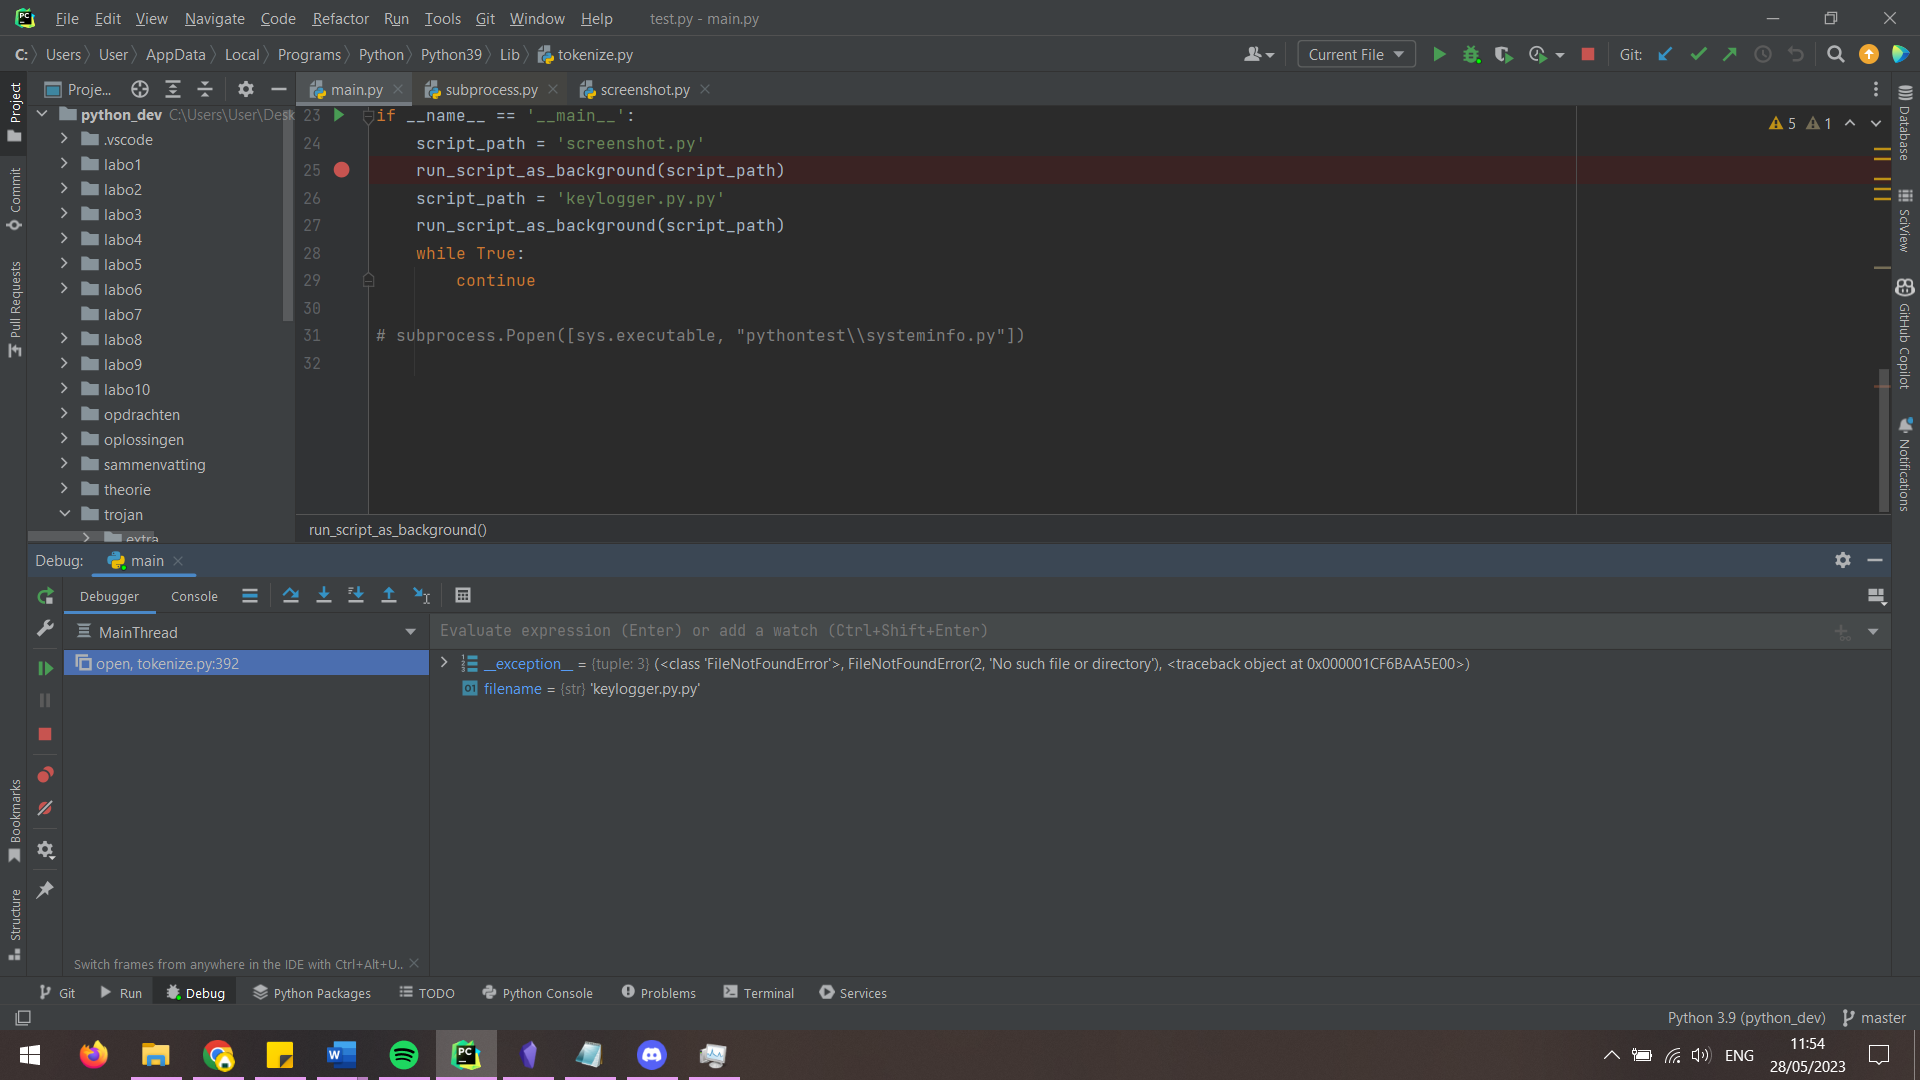 File Edit View Navigate Code Refactor Run Tools Git Window Help test.py - main.py
C: Users User AppData Local Programs Python Python39 Lib tokenize.py Current File Git:
Project
Commit
Pull Requests
Bookmarks
Structure
Proje...
python_dev C:\Users\User\Desk
.vscode
labo1
labo2
labo3
labo4
labo5
labo6
labo7
labo8
labo9
labo10
opdrachten
oplossingen
sammenvatting
theorie
trojan
extra
main.py subprocess.py screenshot.py
5 1
23 if __name__ == '__main__':
24 script_path = 'screenshot.py'
25 run_script_as_background(script_path)
26 script_path = 'keylogger.py.py'
27 run_script_as_background(script_path)
28 while True:
29 continue
30
31 # subprocess.Popen([sys.executable, "pythontest\\systeminfo.py"])
32
run_script_as_background()
Database
SciView
GitHub Copilot
Notifications
Debug: main
Debugger Console
MainThread
open, tokenize.py:392
Switch frames from anywhere in the IDE with Ctrl+Alt+U..
Evaluate expression (Enter) or add a watch (Ctrl+Shift+Enter)
__exception__ = {tuple: 3} (<class 'FileNotFoundError'>, FileNotFoundError(2, 'No such file or directory'), <traceback object at 0x000001CF6BAA5E00>)
filename = {str} 'keylogger.py.py'
Git Run Debug Python Packages TODO Python Console Problems Terminal Services
Python 3.9 (python_dev) master
ENG
11:54
28/05/2023